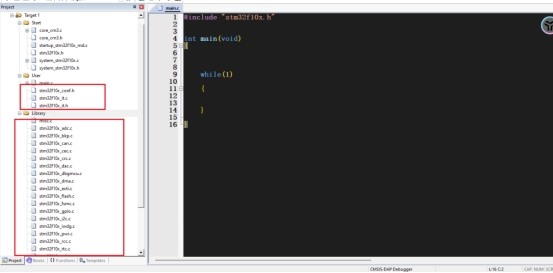 Project
Target 1
Start
core_cm3.c
core_cm3.h
startup_stm32f10x_md.s
stm32f10x.h
system_stm32f10x.c
system_stm32f10x.h
User
main.c
stm32f10x_conf.h
stm32f10x_it.c
stm32f10x_it.h
Library
misc.c
stm32f10x_adc.c
stm32f10x_bkp.c
stm32f10x_can.c
stm32f10x_cec.c
stm32f10x_crc.c
stm32f10x_dac.c
stm32f10x_dbgmcu.c
stm32f10x_dma.c
stm32f10x_exti.c
stm32f10x_flash.c
stm32f10x_fsmc.c
stm32f10x_gpio.c
stm32f10x_i2c.c
stm32f10x_iwdg.c
stm32f10x_pwr.c
stm32f10x_rcc.c
stm32f10x_rtc.c
Project Books {} Functions Templates
main.c
1 #include "stm32f10x.h"
2
3
4 int main(void)
5 {
6
7
8
9 while(1)
10
11 {
12
13
14 }
15
16 }
CMSIS-DAP Debugger
L:16 C:2
CAP NUM SCR